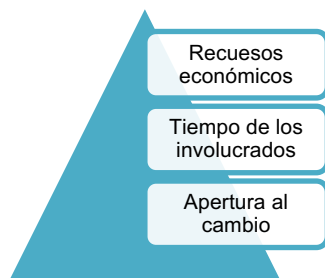 Recuesos
económicos
Tiempo de los
involucrados
Apertura al
cambio